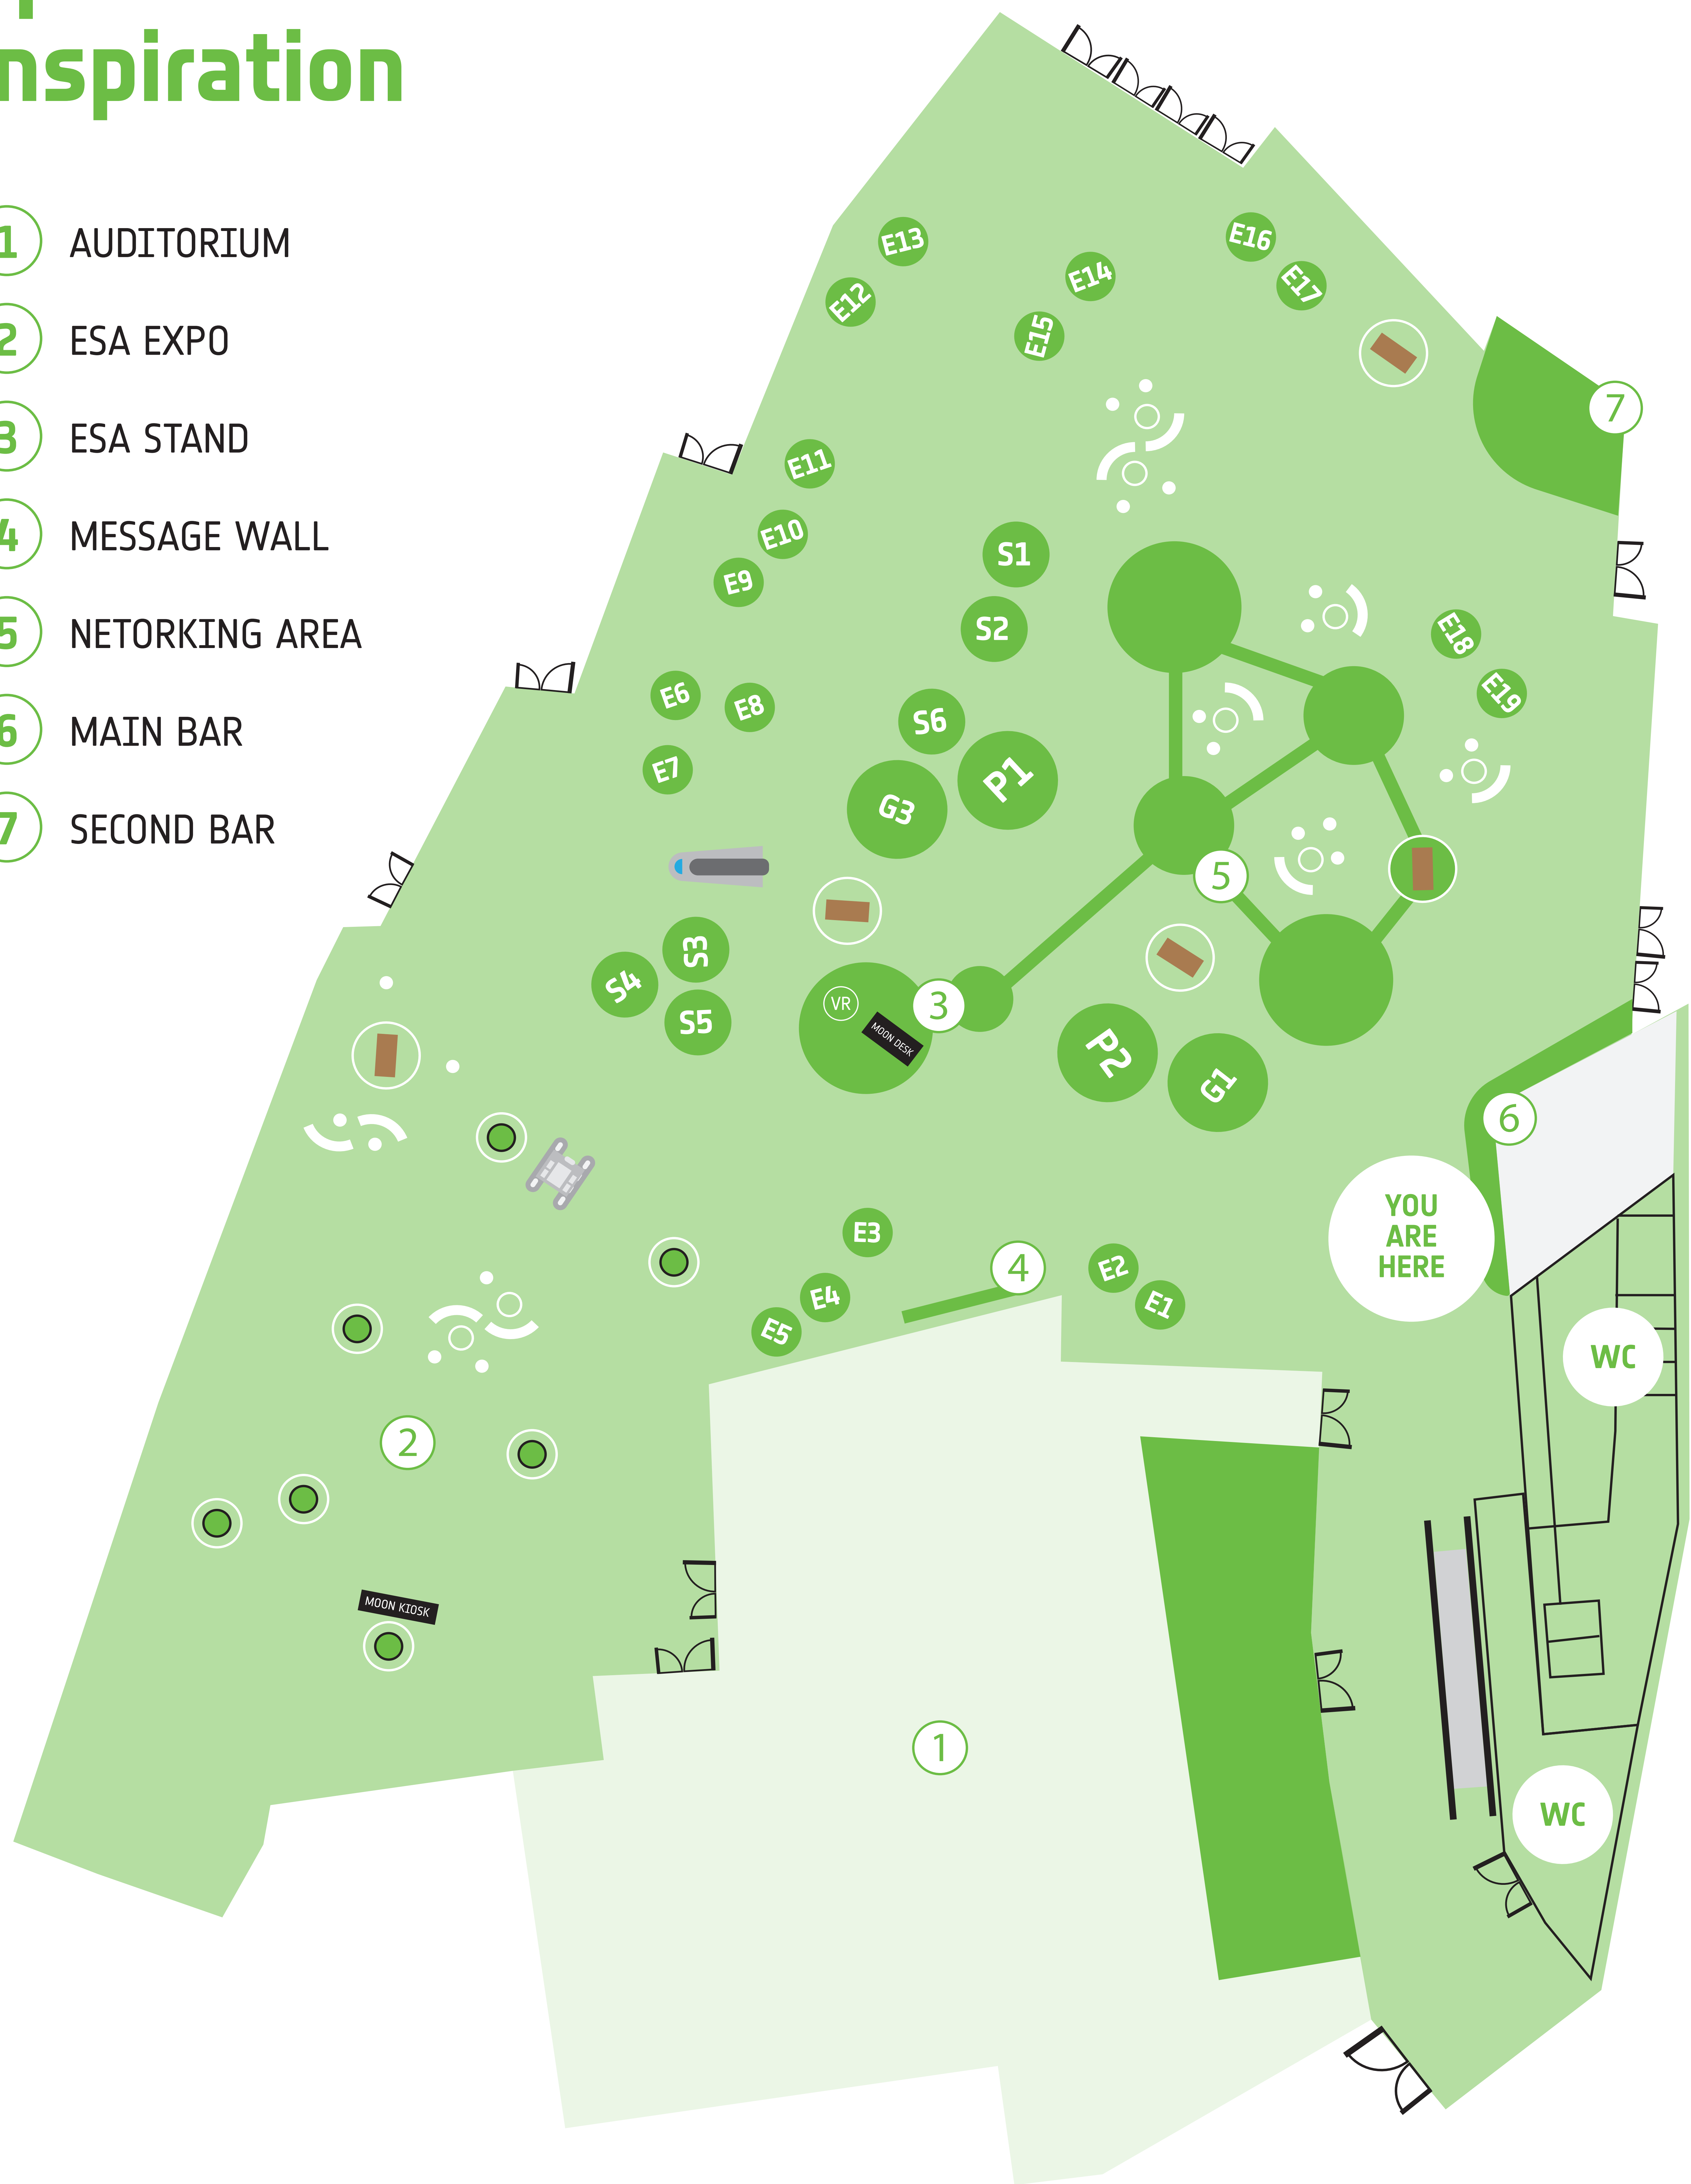 nspiration
1 AUDITORIUM
2 ESA EXPO
3 ESA STAND
4 MESSAGE WALL
5 NETORKING AREA
6 MAIN BAR
7 SECOND BAR
E13
E12
E14
E15
E16
E17
7
E11
E10
E9
S1
S2
E18
E19
E6
E8
E7
S6
P1
G3
5
S3
S4
S5
VR
MOON DESK
3
P2
G1
6
YOU
ARE
HERE
E3
E4
E5
4
E2
E1
WC
2
MOON KIOSK
1
WC